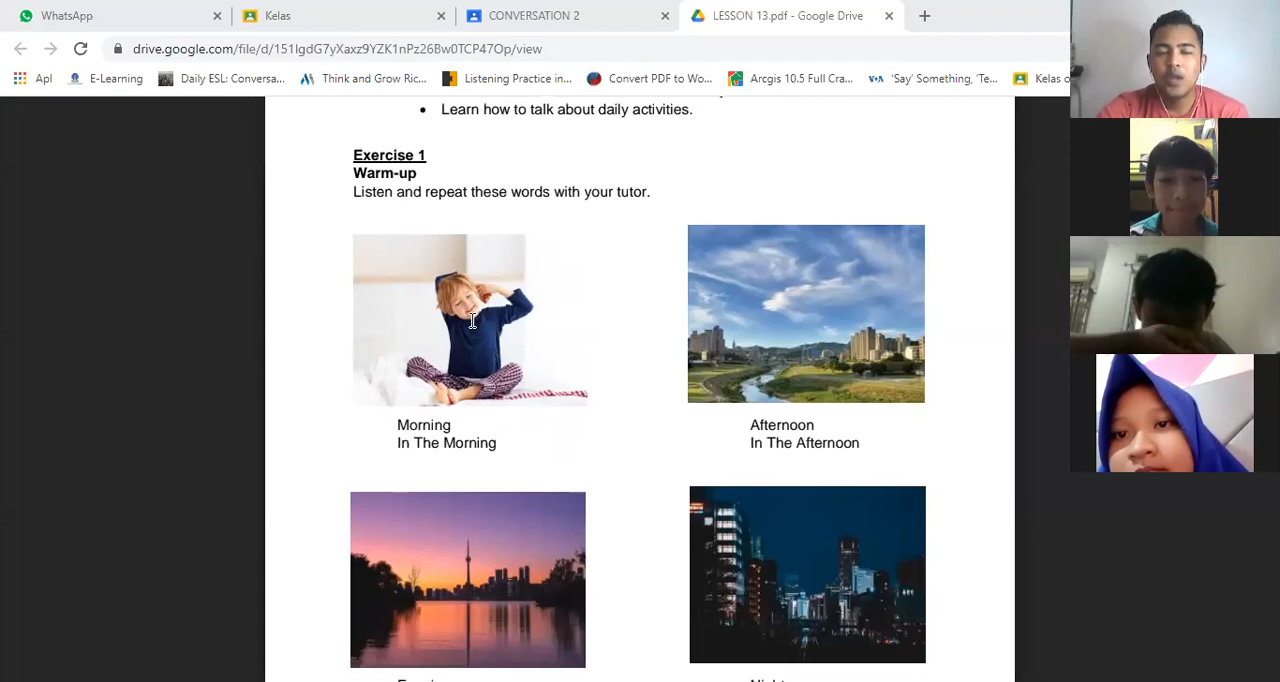 WhatsApp
Kelas
CONVERSATION 2
LESSON 13.pdf - Google Drive
drive.google.com/file/d/151lgdG7yXaxz9YZK1nPz26Bw0TCP47Op/view
Apl
E-Learning
Daily ESL: Conversa...
Think and Grow Ric...
Listening Practice in...
Convert PDF to Wo...
Arcgis 10.5 Full Cra...
VOA
'Say' Something, 'Te...
Kelas o
• Learn how to talk about daily activities.
Exercise 1
Warm-up
Listen and repeat these words with your tutor.
Morning
In The Morning
Afternoon
In The Afternoon